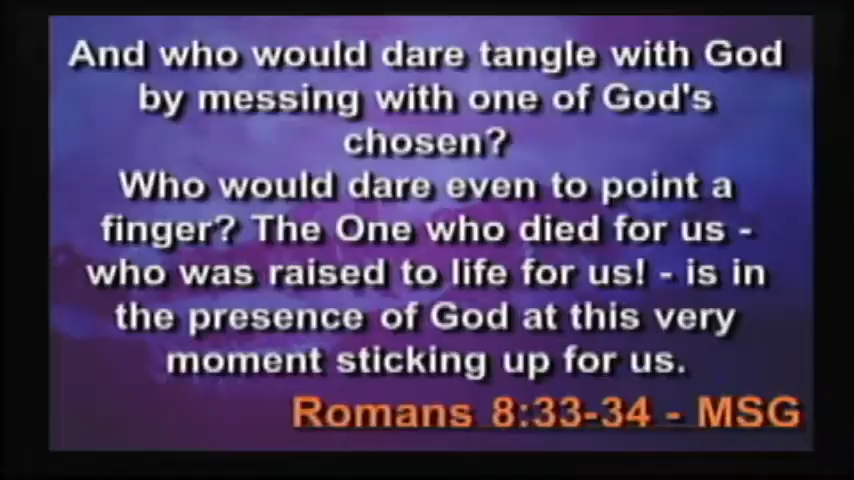 And who would dare tangle with God
by messing with one of God's
chosen?
Who would dare even to point a
finger? The One who died for us -
who was raised to life for us! - is in
the presence of God at this very
moment sticking up for us.
Romans 8:33-34 - MSG